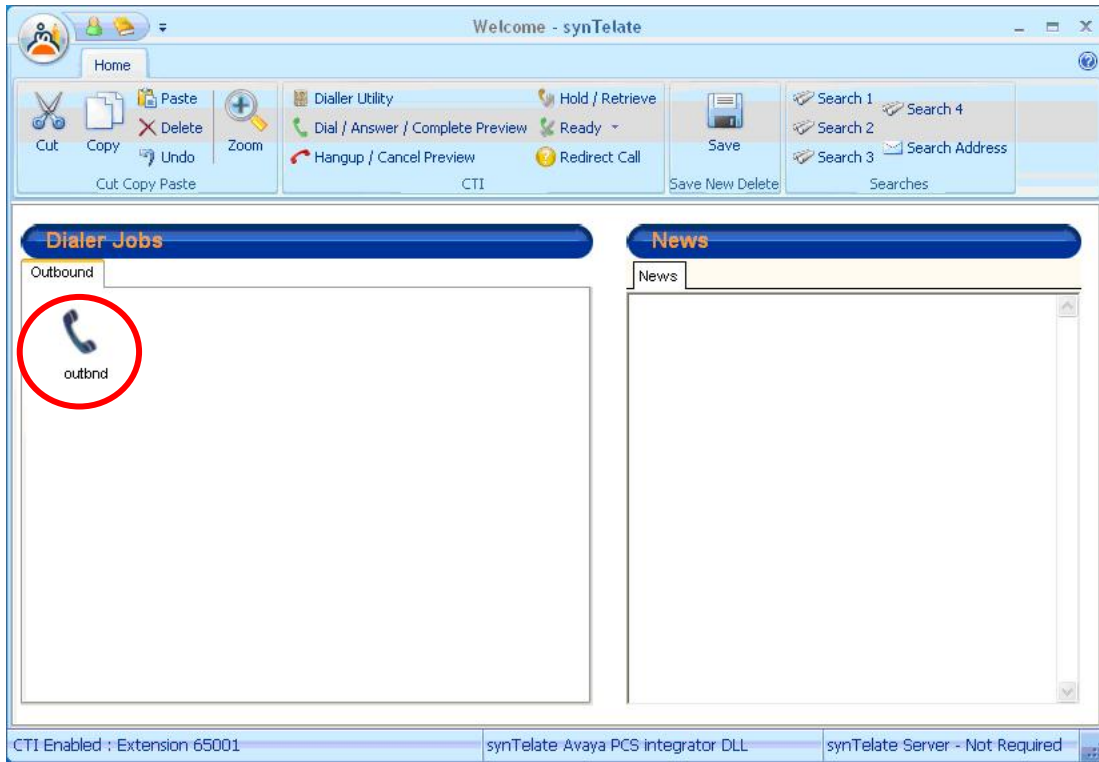 Welcome - synTelate
Home
Cut
Copy
Paste
Delete
Undo
Cut Copy Paste
Zoom
Dialler Utility
Dial / Answer / Complete Preview
Hangup / Cancel Preview
Hold / Retrieve
Ready
Redirect Call
CTI
Save
Save New Delete
Search 1
Search 2
Search 3
Search 4
Search Address
Searches
Dialer Jobs
Outbound
outbnd
News
News
CTI Enabled : Extension 65001
synTelate Avaya PCS integrator DLL
synTelate Server - Not Required